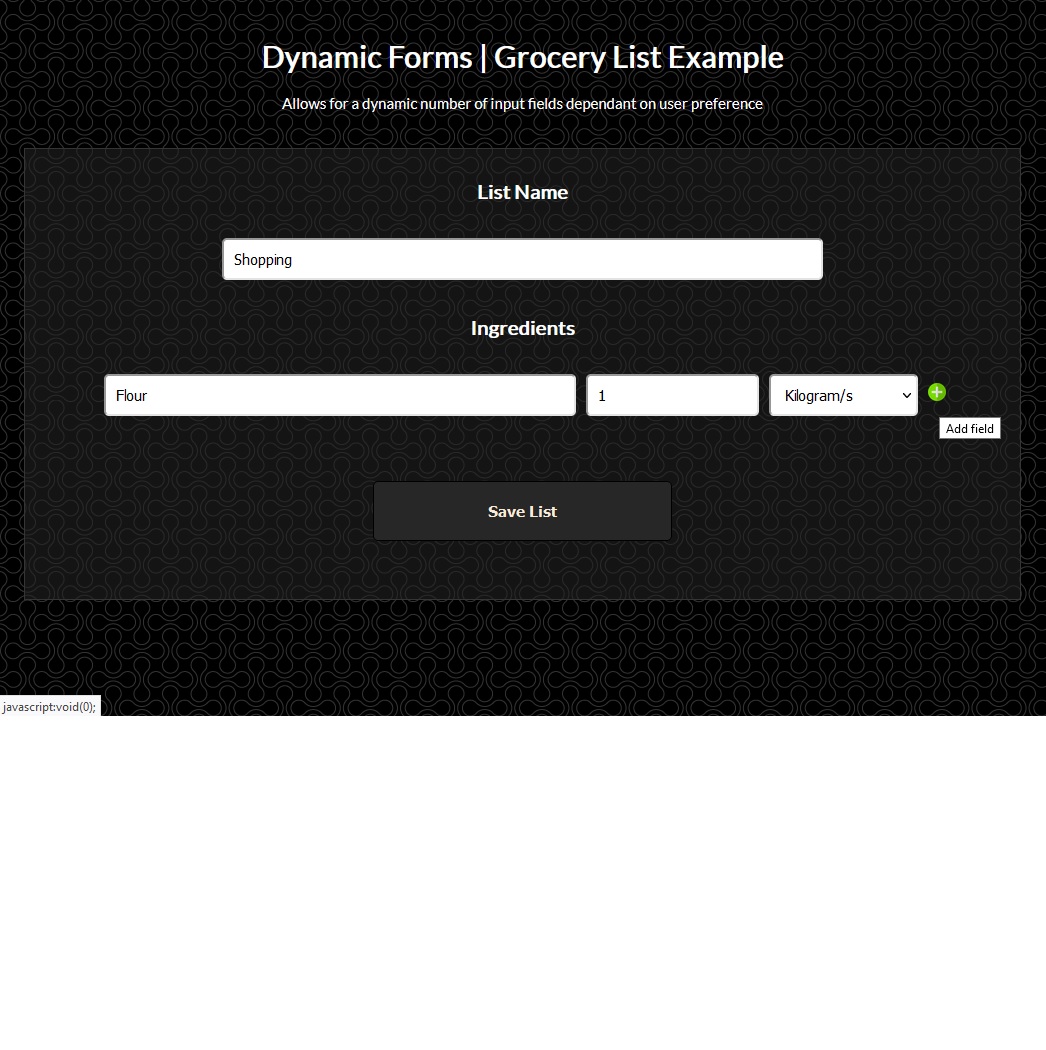 Dynamic Forms | Grocery List Example
Allows for a dynamic number of input fields dependant on user preference
List Name
Shopping
Ingredients
Flour 1 Kilogram/s
Add field
Save List
javascript:void(0);